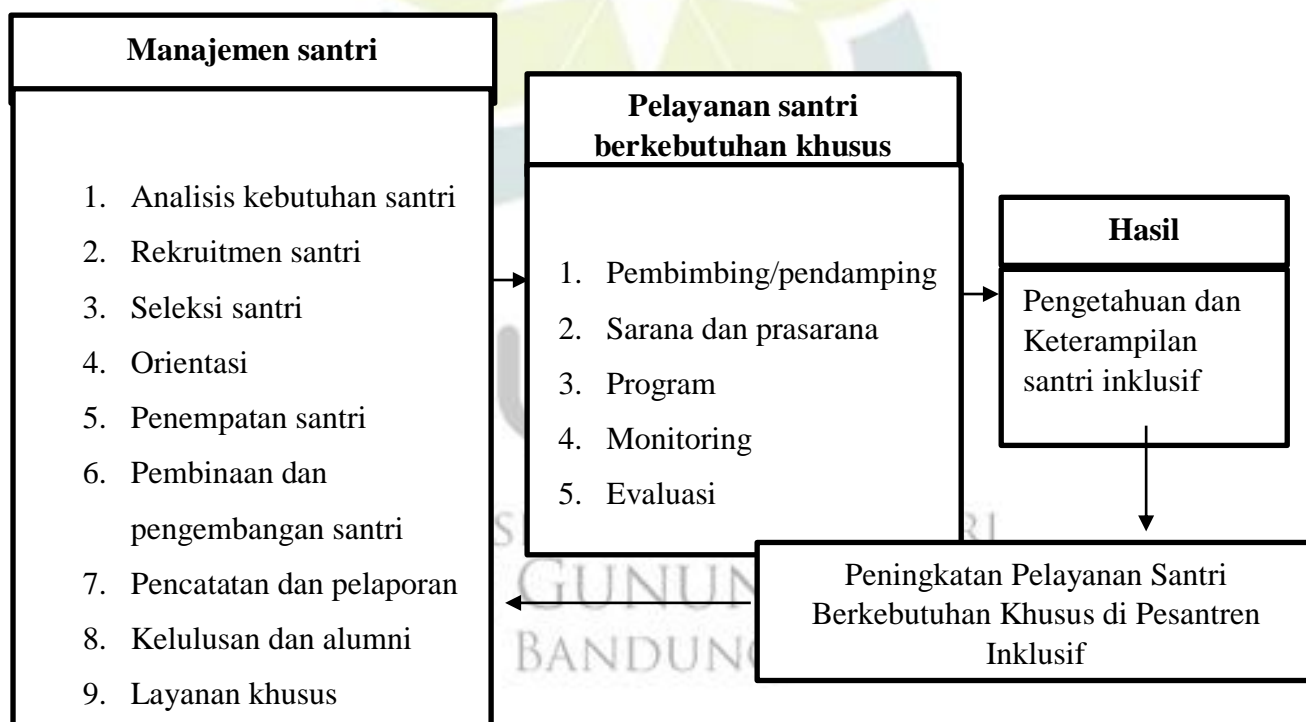 Manajemen santri
1. Analisis kebutuhan santri
2. Rekruitmen santri
3. Seleksi santri
4. Orientasi
5. Penempatan santri
6. Pembinaan dan
pengembangan santri
7. Pencatatan dan pelaporan
8. Kelulusan dan alumni
9. Layanan khusus
Pelayanan santri
berkebutuhan khusus
1. Pembimbing/pendamping
2. Sarana dan prasarana
3. Program
4. Monitoring
5. Evaluasi
Hasil
Pengetahuan dan
Keterampilan
santri inklusif
Peningkatan Pelayanan Santri
Berkebutuhan Khusus di Pesantren
Inklusif